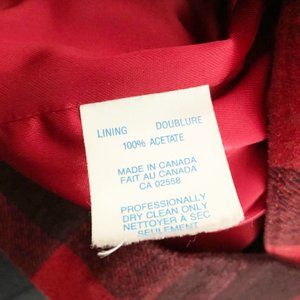 LINING DOUBLURE
100% ACETATE
MADE IN CANADA
FAIT AU CANADA
CA 02558
PROFESSIONALLY
DRY CLEAN ONLY
NETTOYER A SEC
SEULEMENT